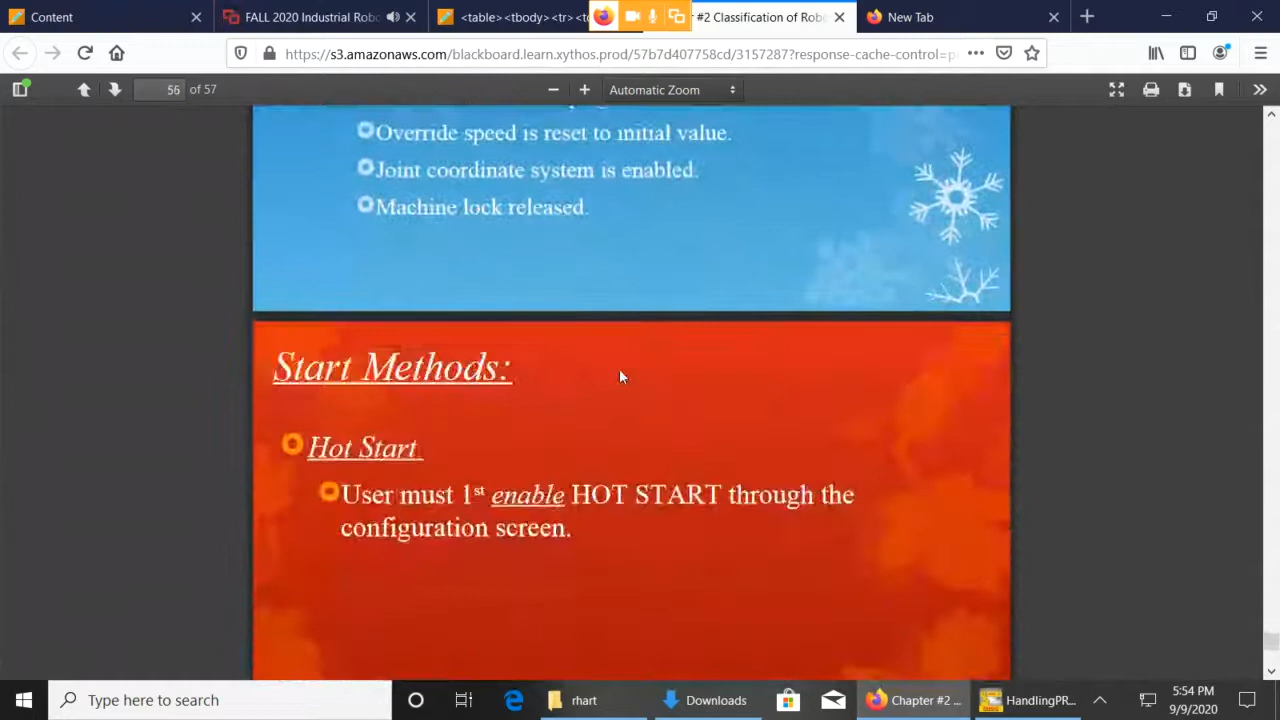 Content
FALL 2020 Industrial Rob
<table><tbody><tr><t
#2 Classification of Rob
New Tab
https://s3.amazonaws.com/blackboard.learn.xythos.prod/57b7d407758cd/3157287?response-cache-control=p
56 of 57
Automatic Zoom
Override speed is reset to initial value.
Joint coordinate system is enabled.
Machine lock released.
Start Methods:
Hot Start
User must 1st enable HOT START through the
configuration screen.
Type here to search
rhart
Downloads
Chapter #2 ...
HandlingPR...
5:54 PM
9/9/2020